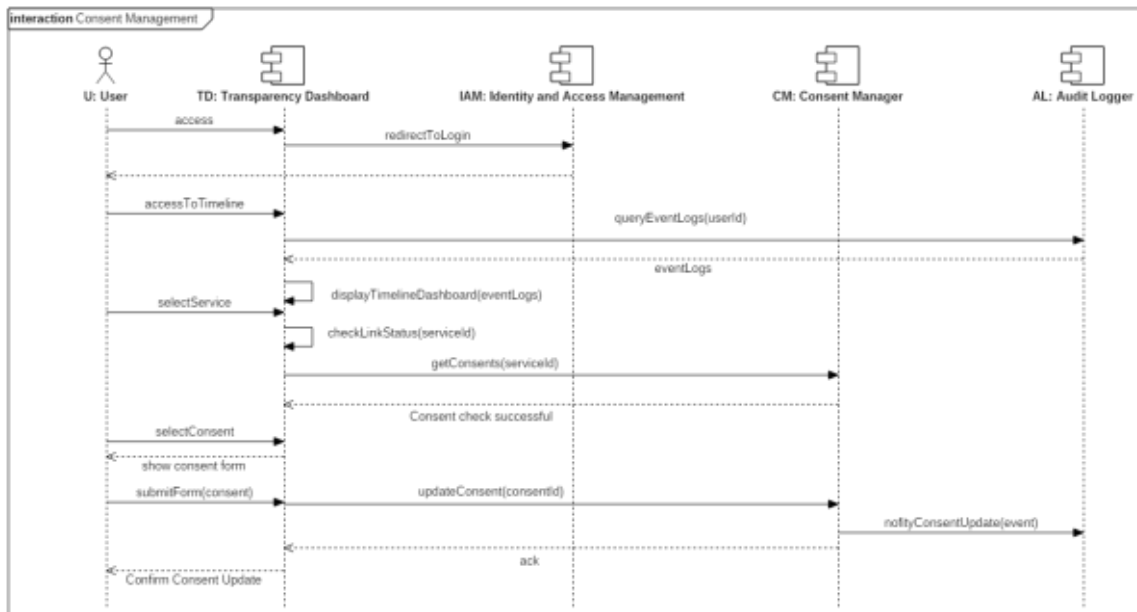 interaction Consent Management
U: User
TD: Transparency Dashboard
IAM: Identity and Access Management
CM: Consent Manager
AL: Audit Logger
access
redirectToLogin
accessToTimeline
queryEventLogs(userId)
eventLogs
displayTimelineDashboard(eventLogs)
selectService
checkLinkStatus(serviceId)
getConsents(serviceId)
Consent check successful
selectConsent
show consent form
submitForm(consent)
updateConsent(consentId)
nofityConsentUpdate(event)
ack
Confirm Consent Update